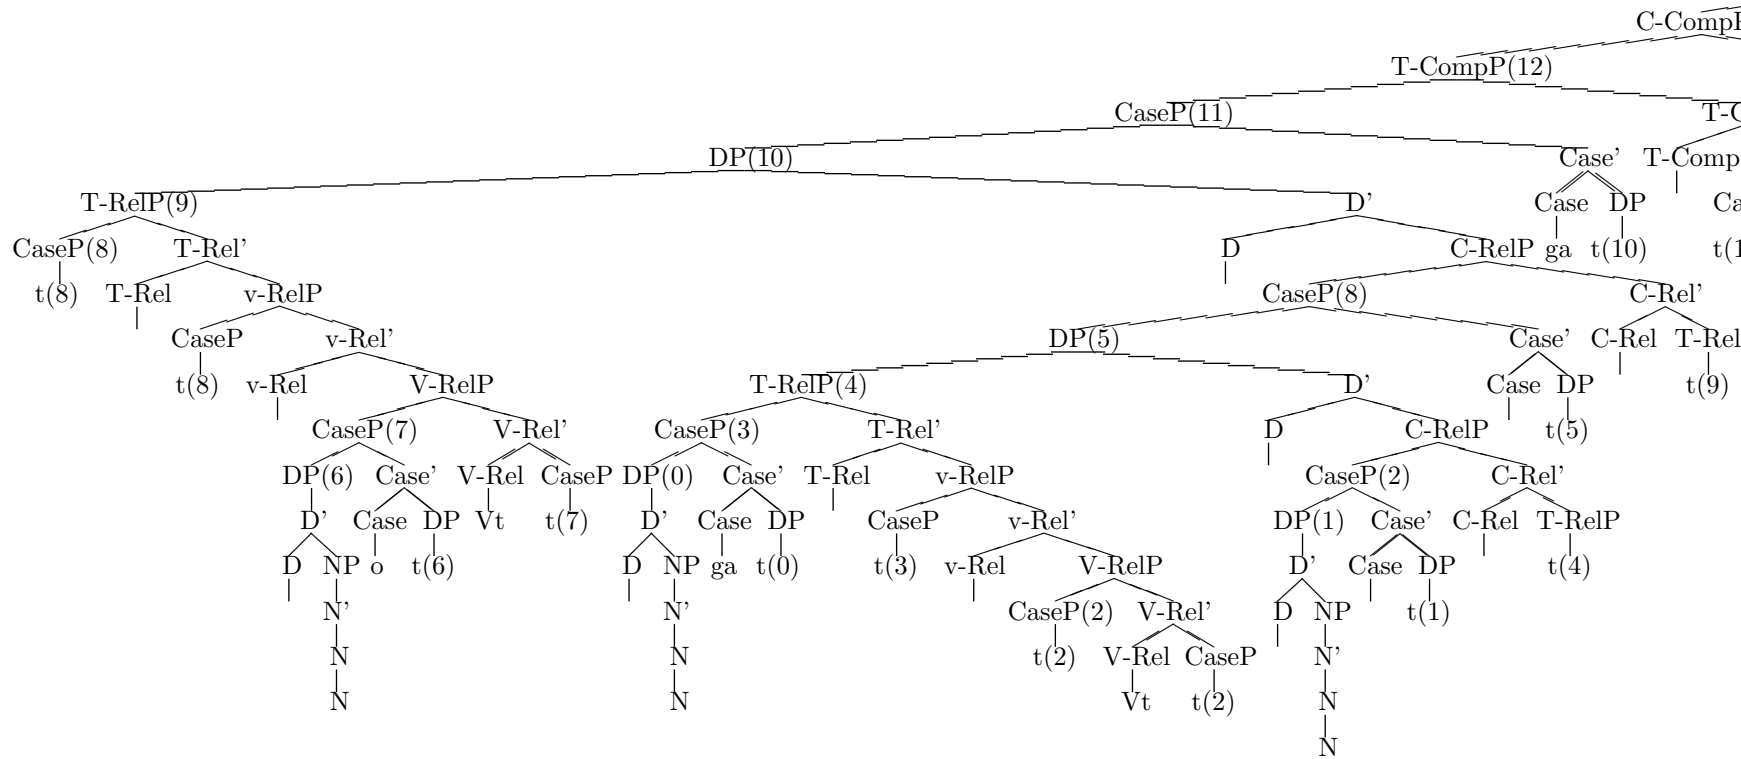 C-CompP
T-CompP(12)
CaseP(11) T-C
DP(10) Case’ T-Comp
T-RelP(9) D’ Case DP Ca
CaseP(8) T-Rel’ D C-RelP ga t(10) t(1
t(8) T-Rel v-RelP CaseP(8) C-Rel’
CaseP v-Rel’ DP(5) Case’ C-Rel T-Rel
t(8) v-Rel V-RelP T-RelP(4) D’ Case DP t(9)
CaseP(7) V-Rel’ CaseP(3) T-Rel’ D C-RelP t(5)
DP(6) Case’ V-Rel CaseP DP(0) Case’ T-Rel v-RelP CaseP(2) C-Rel’
D’ Case DP Vt t(7) D’ Case DP CaseP v-Rel’ DP(1) Case’ C-Rel T-RelP
D NP o t(6) D NP ga t(0) t(3) v-Rel V-RelP D’ Case DP t(4)
N’ N’ CaseP(2) V-Rel’ D NP t(1)
N N t(2) V-Rel CaseP N’
N N Vt t(2) N
N